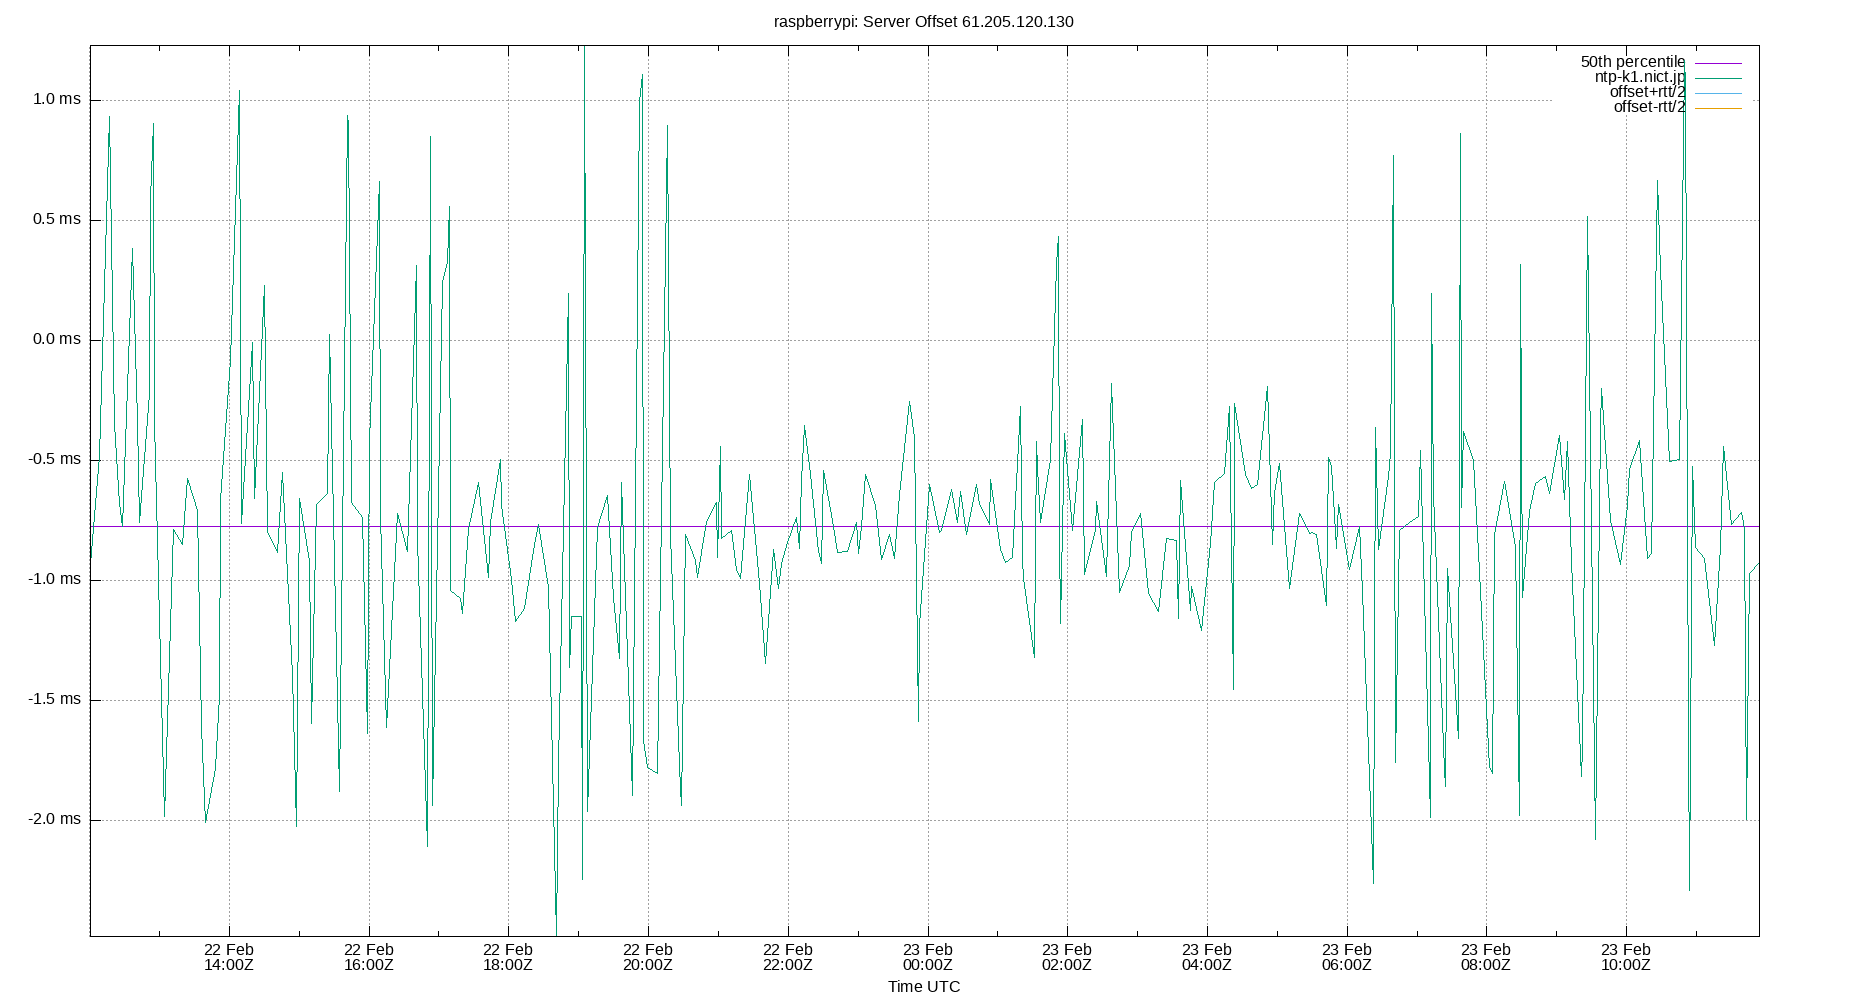 raspberrypi: Server Offset 61.205.120.130
50th percentile
ntp-k1.nict.jp
offset+rtt/2
offset-rtt/2
1.0 ms
0.5 ms
0.0 ms
-0.5 ms
-1.0 ms
-1.5 ms
-2.0 ms
22 Feb 22 Feb 22 Feb 22 Feb 22 Feb 23 Feb 23 Feb 23 Feb 23 Feb 23 Feb 23 Feb
14:00Z 16:00Z 18:00Z 20:00Z 22:00Z 00:00Z 02:00Z 04:00Z 06:00Z 08:00Z 10:00Z
Time UTC